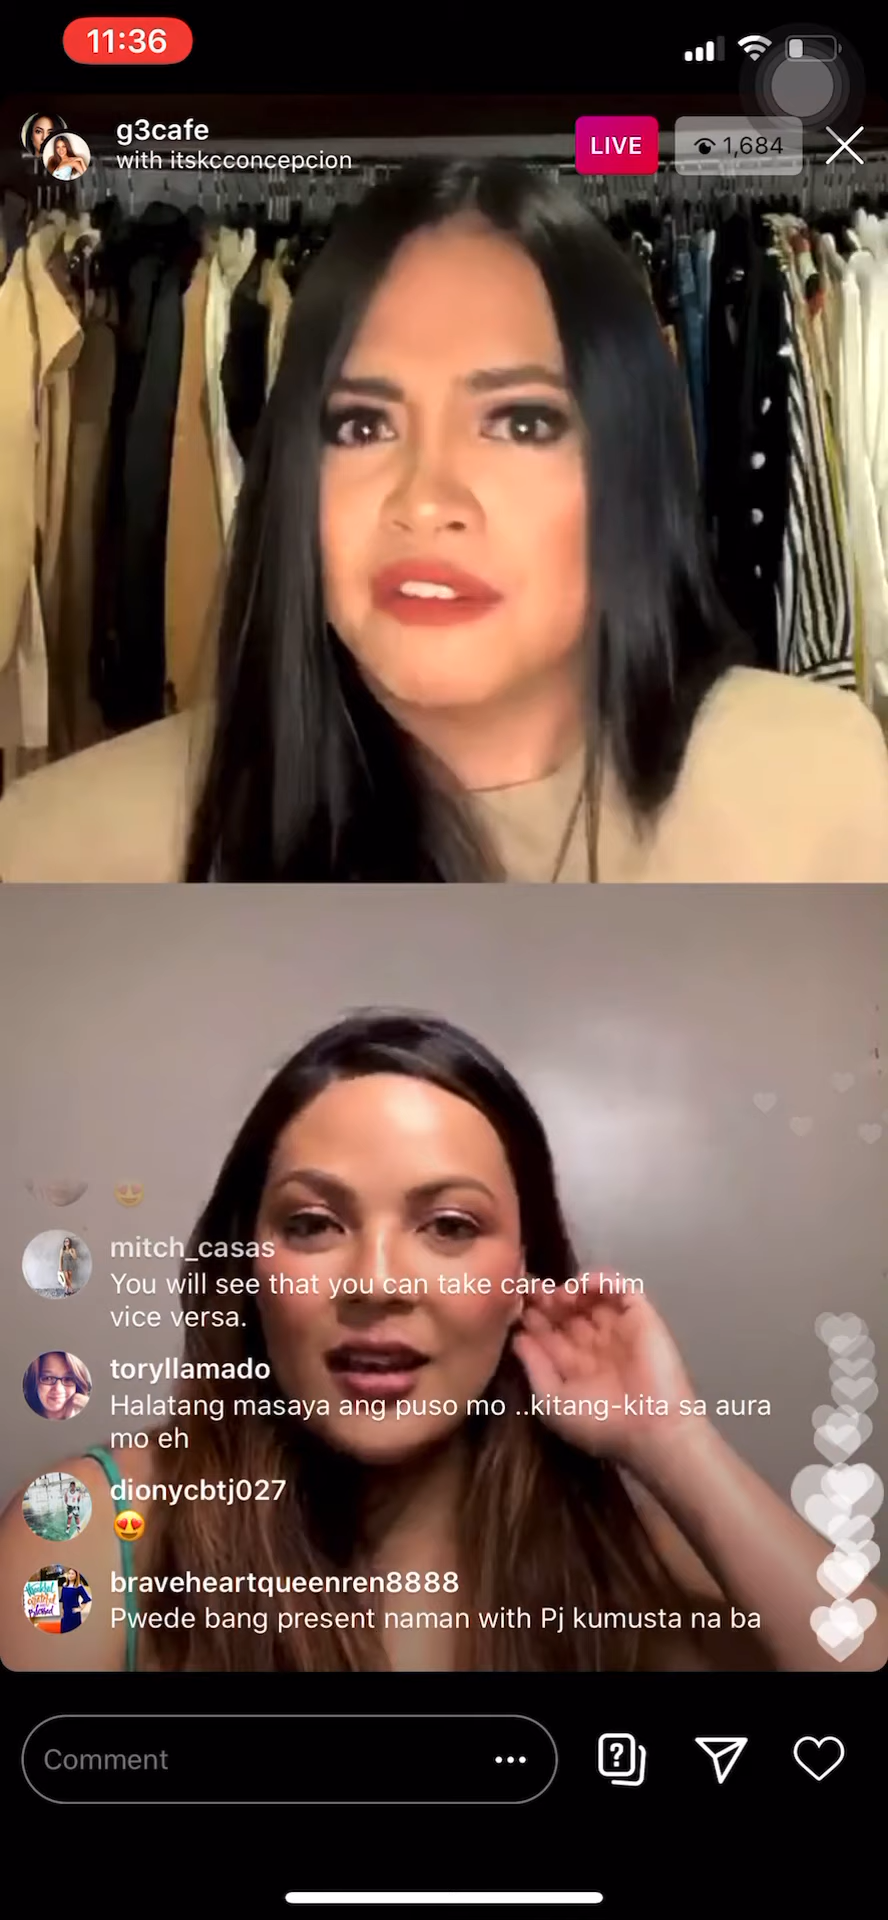 11:36
g3cafe
with itskcconcepcion
LIVE
1,684
mitch_casas
You will see that you can take care of him
vice versa.
toryllamado
Halatang masaya ang puso mo ..kitang-kita sa aura
mo eh
dionycbtj027
😍
braveheartqueenren8888
Pwede bang present naman with Pj kumusta na ba
Comment